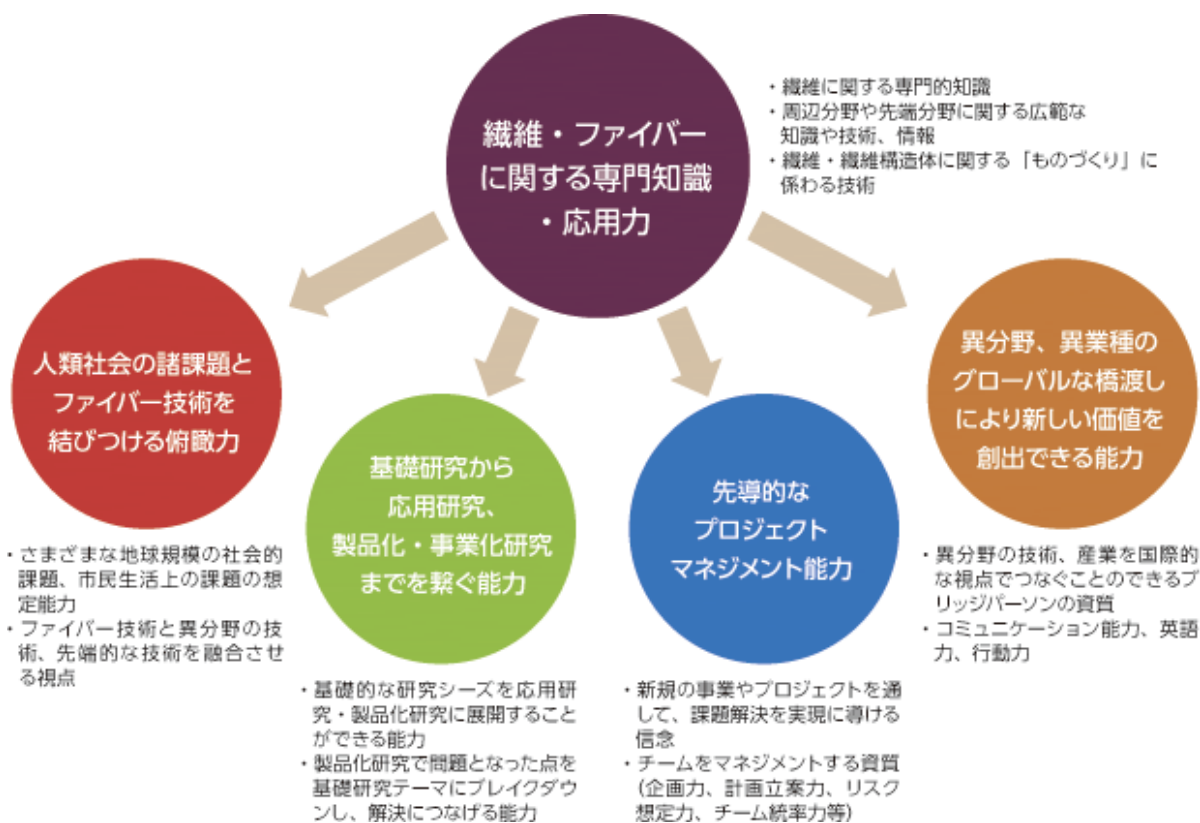 繊維・ファイバー
に関する専門知識
・応用力
・繊維に関する専門的知識
・周辺分野や先端分野に関する広範な
知識や技術、情報
・繊維・繊維構造体に関する「ものづくり」に
係わる技術
人類社会の諸課題と
ファイバー技術を
結びつける俯瞰力
・さまざまな地球規模の社会的
課題、市民生活上の課題の想
定能力
・ファイバー技術と異分野の技
術、先端的な技術を融合させ
る視点
基礎研究から
応用研究、
製品化・事業化研究
までを繋ぐ能力
・基礎的な研究シーズを応用研
究・製品化研究に展開すること
ができる能力
・製品化研究で問題となった点を
基礎研究テーマにブレイクダウ
ンし、解決につなげる能力
先導的な
プロジェクト
マネジメント能力
・新規の事業やプロジェクトを通
して、課題解決を実現に導ける
信念
・チームをマネジメントする資質
(企画力、計画立案力、リスク
想定力、チーム統率力等)
異分野、異業種の
グローバルな橋渡し
により新しい価値を
創出できる能力
・異分野の技術、産業を国際的
な視点でつなぐことのできるブ
リッジパーソンの資質
・コミュニケーション能力、英語
力、行動力